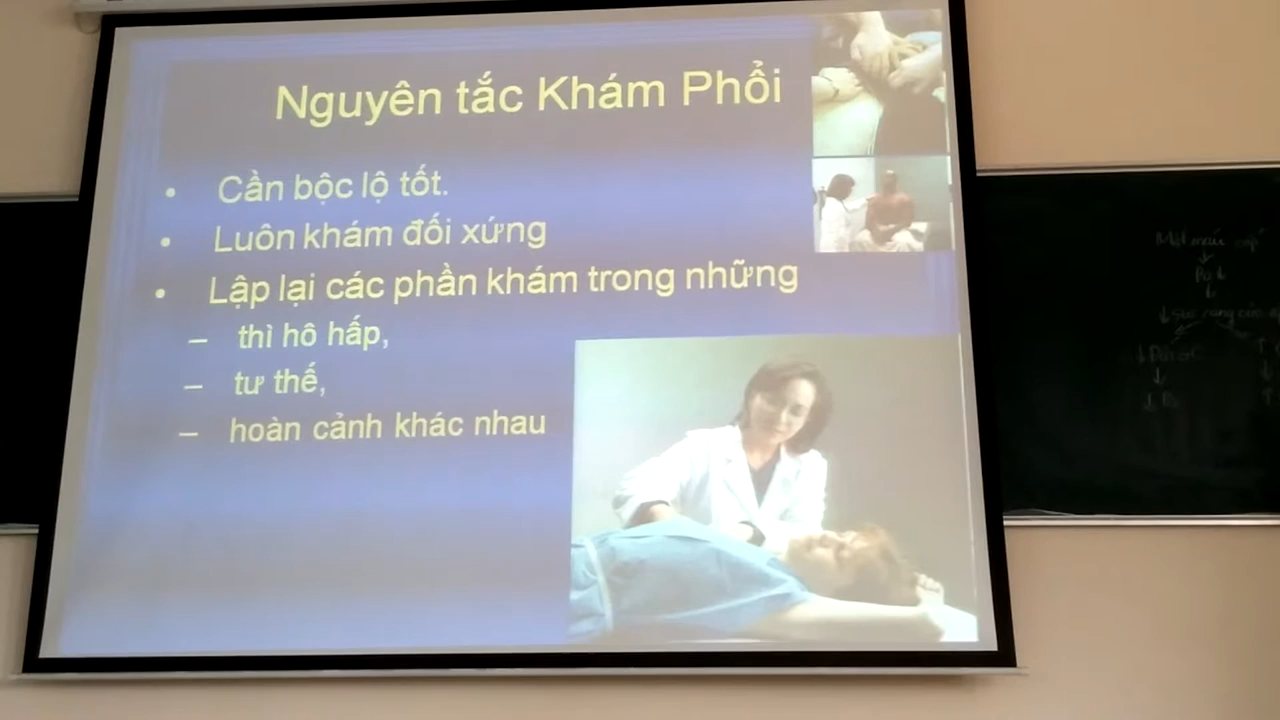 Nguyên tắc Khám Phổi
• Cần bộc lộ tốt.
• Luôn khám đối xứng
• Lập lại các phần khám trong những
– thì hô hấp,
– tư thế,
– hoàn cảnh khác nhau